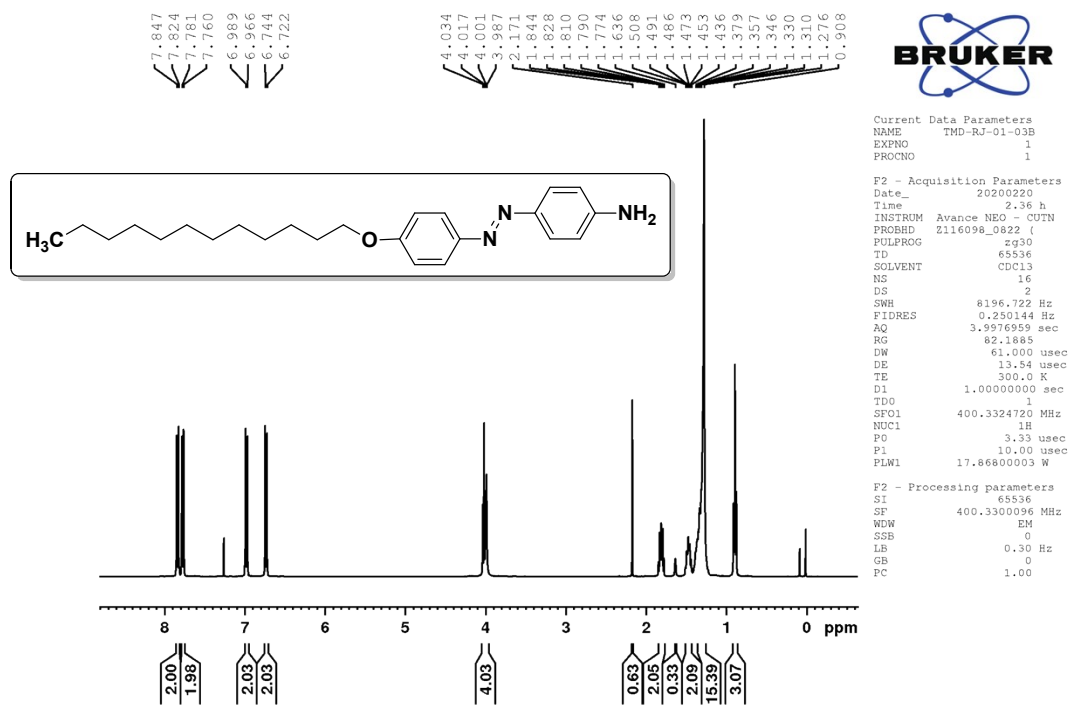 7.847
7.824
7.781
7.760
6.989
6.966
6.744
6.722
4.034
4.017
4.001
3.987
2.171
1.844
1.828
1.810
1.790
1.774
1.636
1.508
1.491
1.486
1.473
1.453
1.436
1.379
1.357
1.346
1.330
1.310
1.276
0.908
BRUKER
Current Data Parameters
NAME TMD-RJ-01-03B
EXPNO 1
PROCNO 1
F2 - Acquisition Parameters
Date_ 20200220
Time 2.36 h
INSTRUM Avance NEO - CUTN
PROBHD Z116098_0822 (
PULPROG zg30
TD 65536
SOLVENT CDCl3
NS 16
DS 2
SWH 8196.722 Hz
FIDRES 0.250144 Hz
AQ 3.9976959 sec
RG 82.1885
DW 61.000 usec
DE 13.54 usec
TE 300.0 K
D1 1.00000000 sec
TD0 1
SFO1 400.3324720 MHz
NUC1 1H
P0 3.33 usec
P1 10.00 usec
PLW1 17.86800003 W
F2 - Processing parameters
SI 65536
SF 400.3300096 MHz
WDW EM
SSB 0
LB 0.30 Hz
GB 0
PC 1.00
H3C
O
N
N
NH2
8 7 6 5 4 3 2 1 0 ppm
2.00
1.98
2.03
2.03
4.03
0.63
2.05
0.33
2.09
15.39
3.07